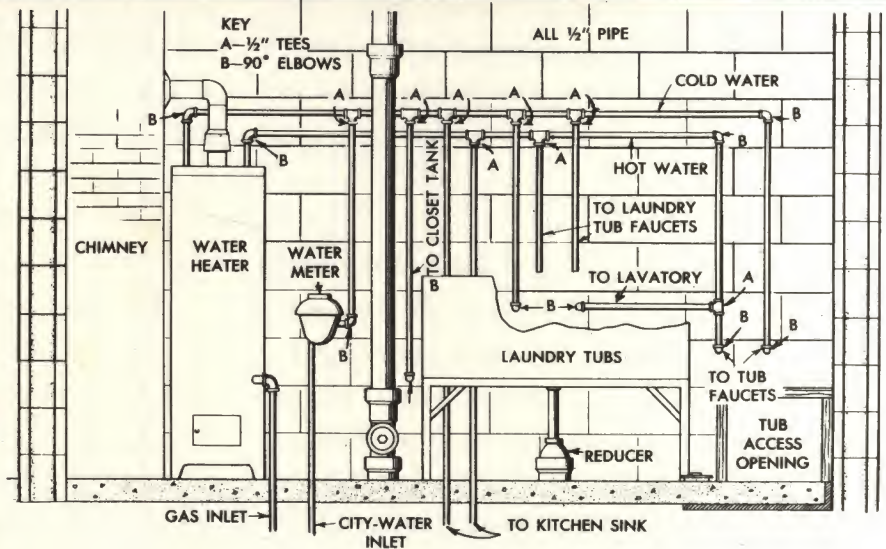 KEY
A—½" TEES
B—90° ELBOWS
ALL ½" PIPE
COLD WATER
B
A
A
A
A
A
B
B
A
A
B
HOT WATER
TO CLOSET TANK
TO LAUNDRY
TUB FAUCETS
CHIMNEY
WATER
HEATER
WATER
METER
TO LAVATORY
A
B
B
B
B
B
LAUNDRY TUBS
TO TUB
FAUCETS
TUB
ACCESS
OPENING
REDUCER
GAS INLET
CITY-WATER
INLET
TO KITCHEN SINK